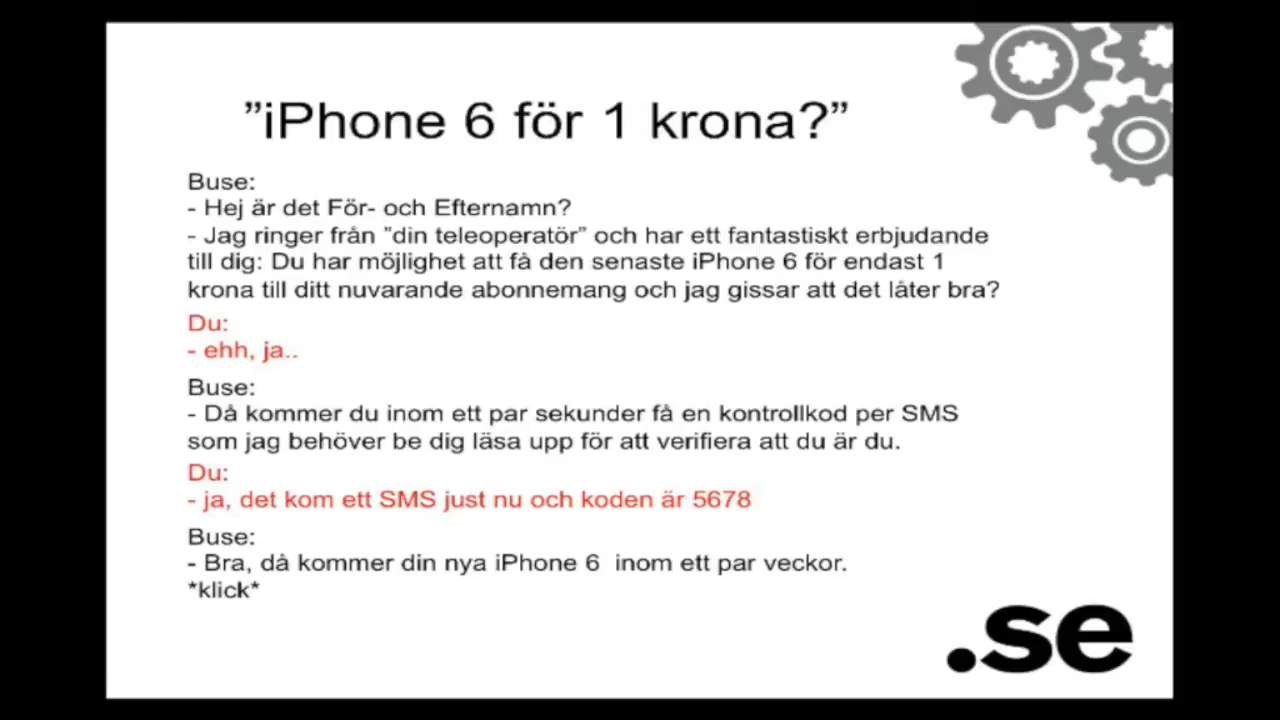 ”iPhone 6 för 1 krona?”
Buse:
- Hej är det För- och Efternamn?
- Jag ringer från ”din teleoperatör” och har ett fantastiskt erbjudande
till dig: Du har möjlighet att få den senaste iPhone 6 för endast 1
krona till ditt nuvarande abonnemang och jag gissar att det låter bra?
Du:
- ehh, ja..
Buse:
- Då kommer du inom ett par sekunder få en kontrollkod per SMS
som jag behöver be dig läsa upp för att verifiera att du är du.
Du:
- ja, det kom ett SMS just nu och koden är 5678
Buse:
- Bra, då kommer din nya iPhone 6  inom ett par veckor.
*klick*
.se